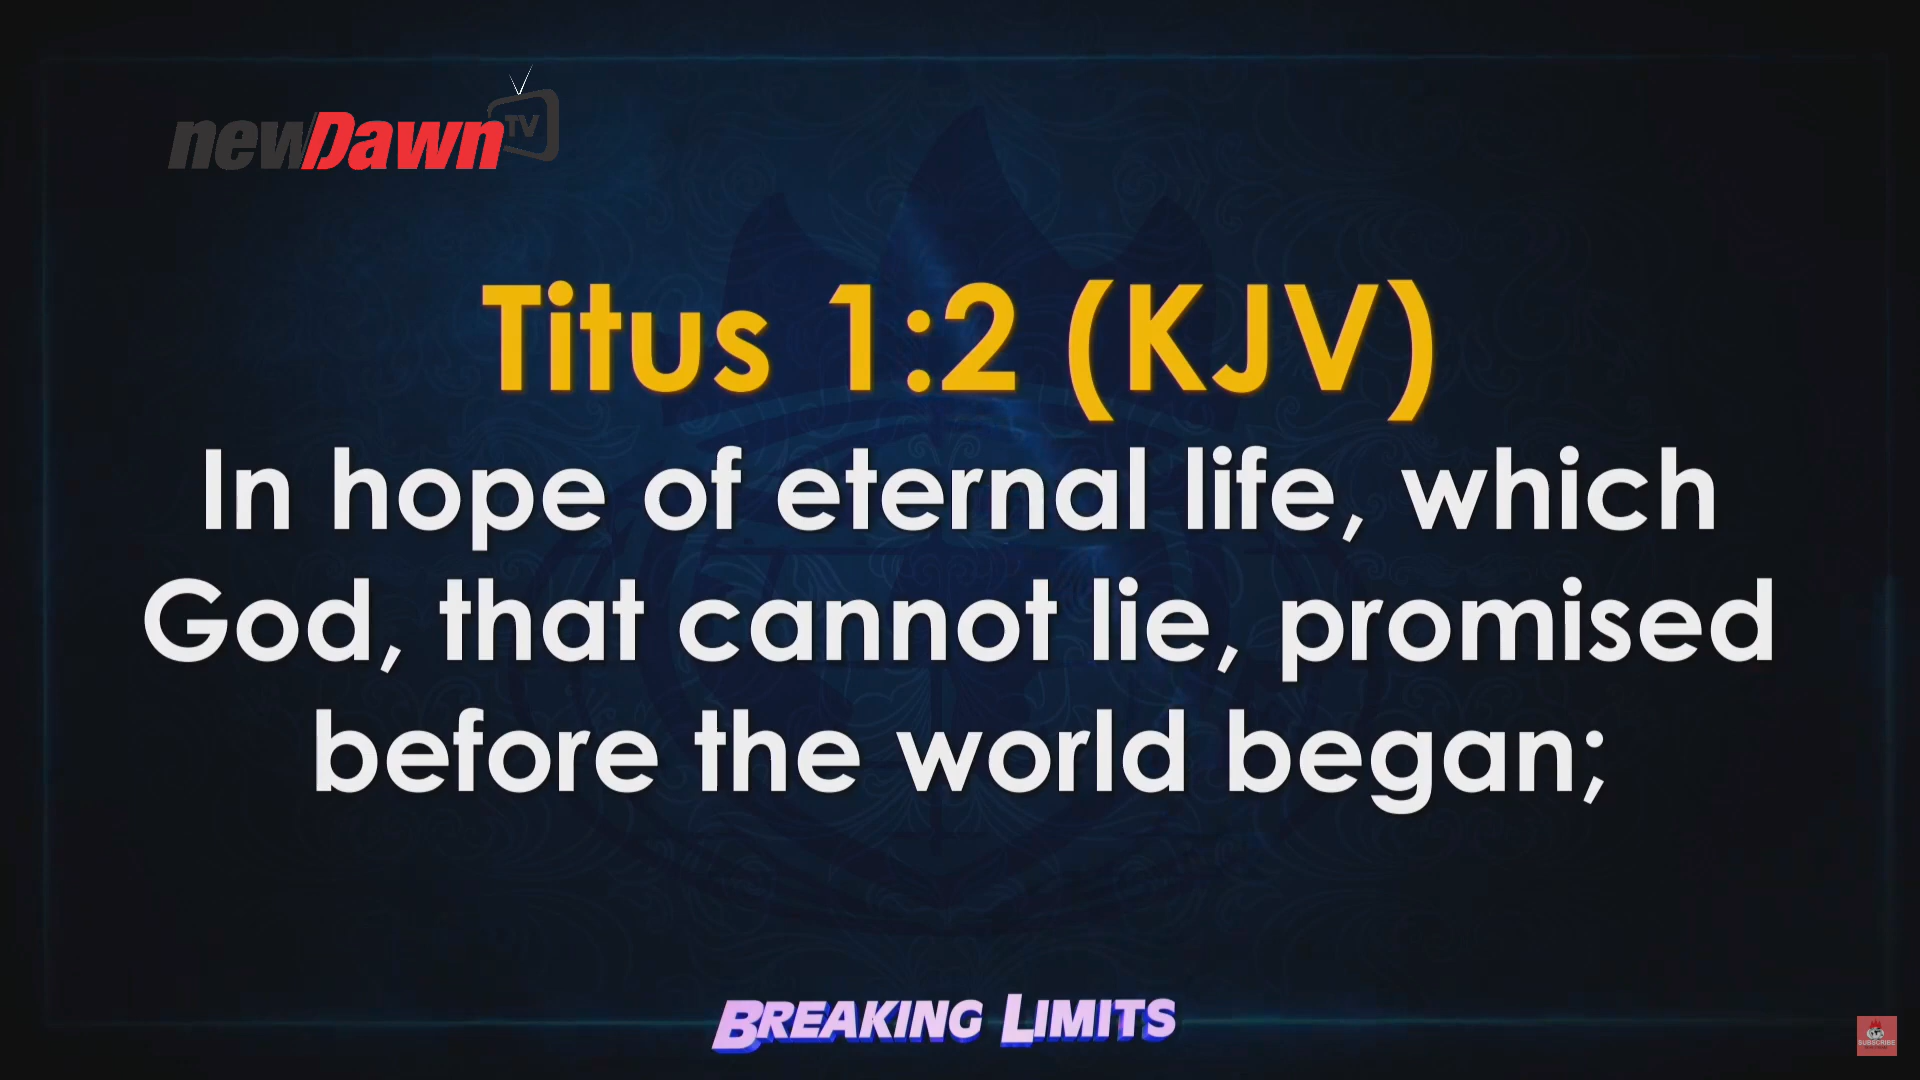 newDawn TV
Titus 1:2 (KJV)
In hope of eternal life, which
God, that cannot lie, promised
before the world began;
BREAKING LIMITS
SUBSCRIBE